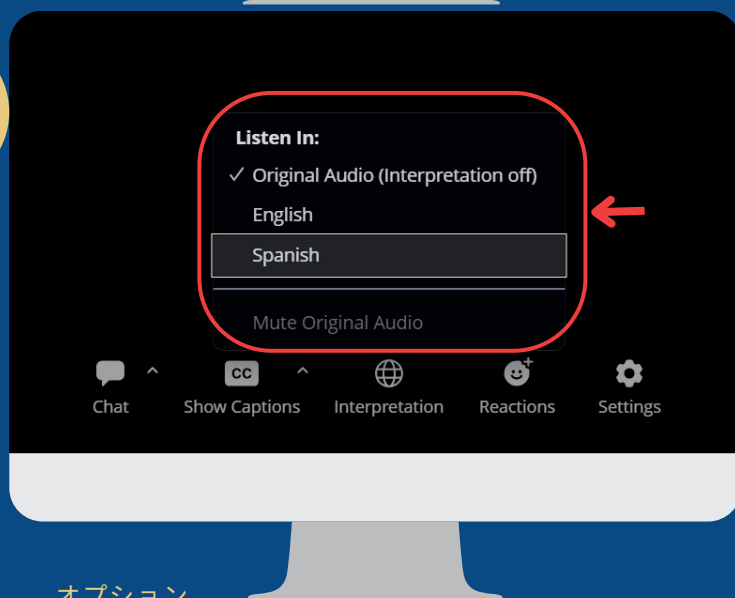 Listen In:
✓ Original Audio (Interpretation off)
English
Spanish
Mute Original Audio
CC
Chat
Show Captions
Interpretation
Reactions
Settings
オプション